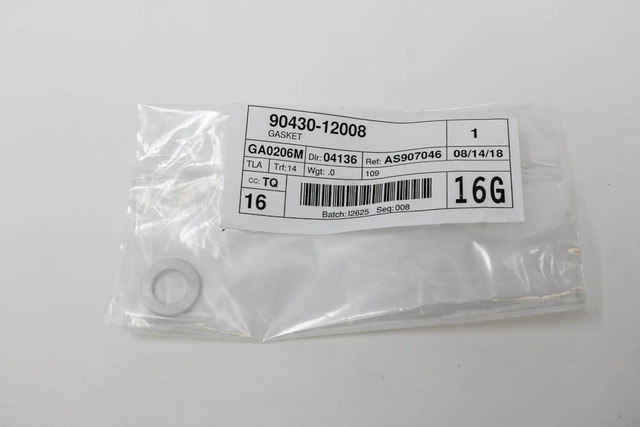 90430-12008
GASKET
1
GA0206M Dlr: 04136 Ref: AS907046 08/14/18
TLA Trf:14 Wgt: .0 109
CC: TQ
16
16G
Batch: I2625 Seq: 008